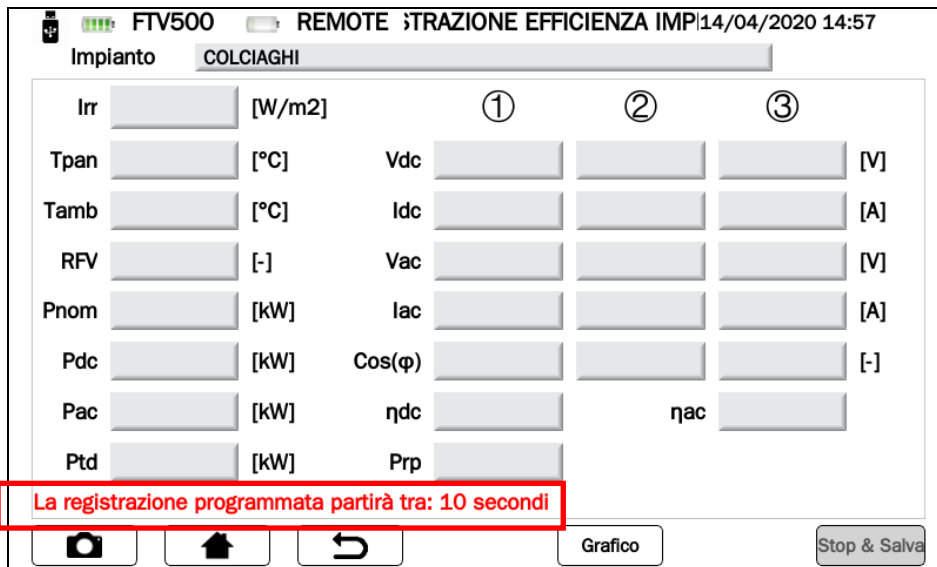 FTV500 REMOTE STRAZIONE EFFICIENZA IMP 14/04/2020 14:57
Impianto COLCIAGHI
Irr [W/m2] ① ② ③
Tpan [°C] Vdc [V]
Tamb [°C] Idc [A]
RFV [-] Vac [V]
Pnom [kW] Iac [A]
Pdc [kW] Cos(φ) [-]
Pac [kW] ηdc ηac
Ptd [kW] Prp
La registrazione programmata partirà tra: 10 secondi
Grafico Stop & Salva